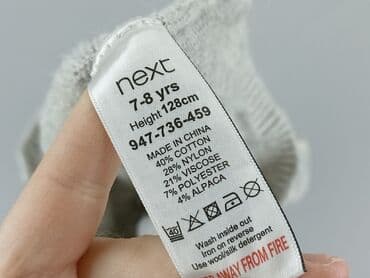 next
7-8 yrs
Height 128cm
947-736-459
MADE IN CHINA
40% COTTON
28% NYLON
21% VISCOSE
7% POLYESTER
4% ALPACA
40
Wash inside out
Iron on reverse
Use wool/silk detergent
AWAY FROM FIRE